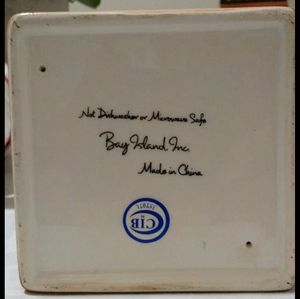 Not Dishwasher or Microwave Safe
Bay Island Inc.
Made in China
CIB